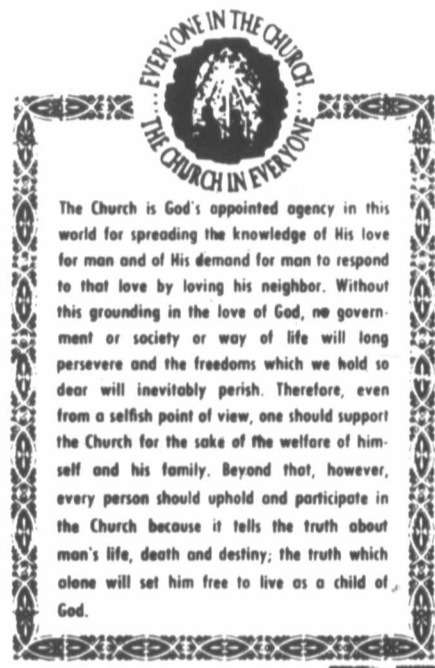 EVERYONE IN THE CHURCH
THE CHURCH IN EVERYONE
The Church is God's appointed agency in this
world for spreading the knowledge of His love
for man and of His demand for man to respond
to that love by loving his neighbor. Without
this grounding in the love of God, no govern-
ment or society or way of life will long
persevere and the freedoms which we hold so
dear will inevitably perish. Therefore, even
from a selfish point of view, one should support
the Church for the sake of the welfare of him-
self and his family. Beyond that, however,
every person should uphold and participate in
the Church because it tells the truth about
man's life, death and destiny; the truth which
alone will set him free to live as a child of
God.